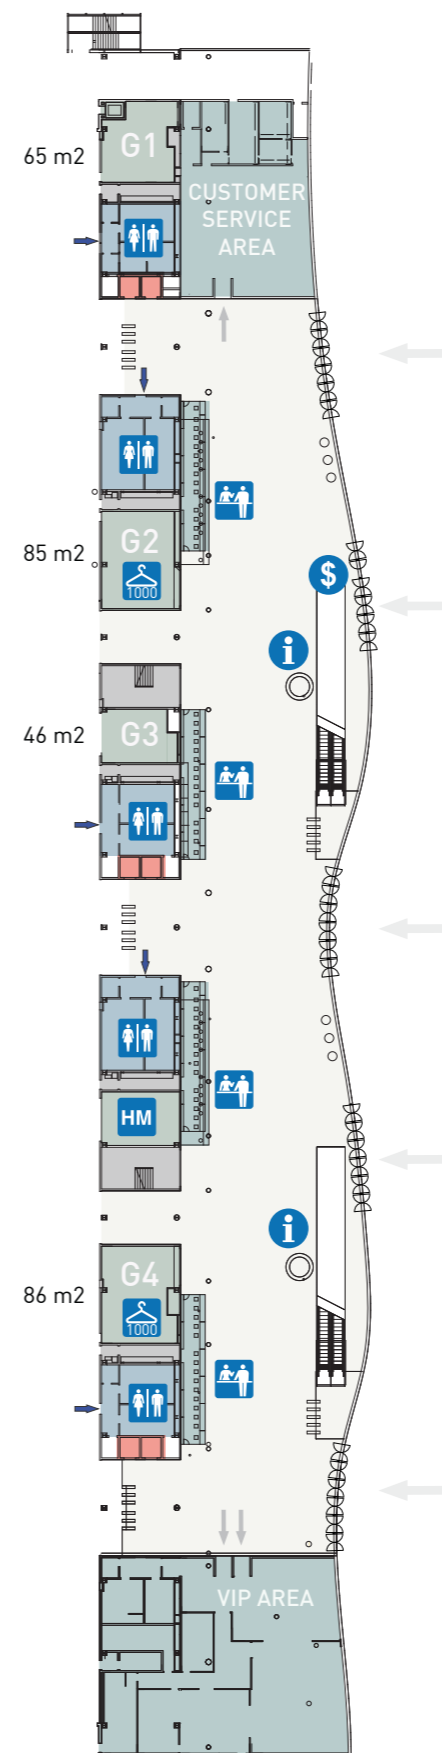 65 m2
G1
CUSTOMER
SERVICE
AREA
85 m2
G2
1000
$
i
46 m2
G3
HM
i
86 m2
G4
1000
VIP AREA